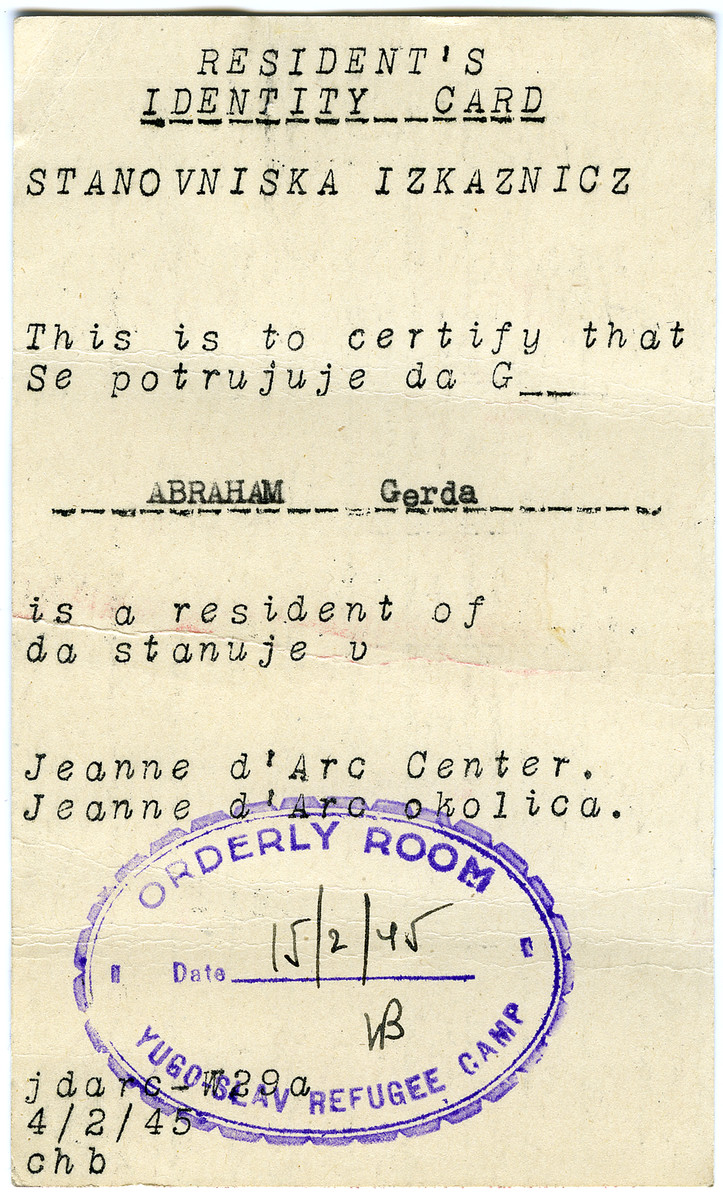 RESIDENT'S
IDENTITY CARD
STANOVNISKA IZKAZNICZ
This is to certify that
Se potrujuje da G__
ABRAHAM Gerda
is a resident of
da stanuje v
Jeanne d'Arc Center.
Jeanne d'Arc okolica.
ORDERLY ROOM
Date 15/2/45
YUGOSLAV REFUGEE CAMP
jdarc-W29a
4/2/45
chb